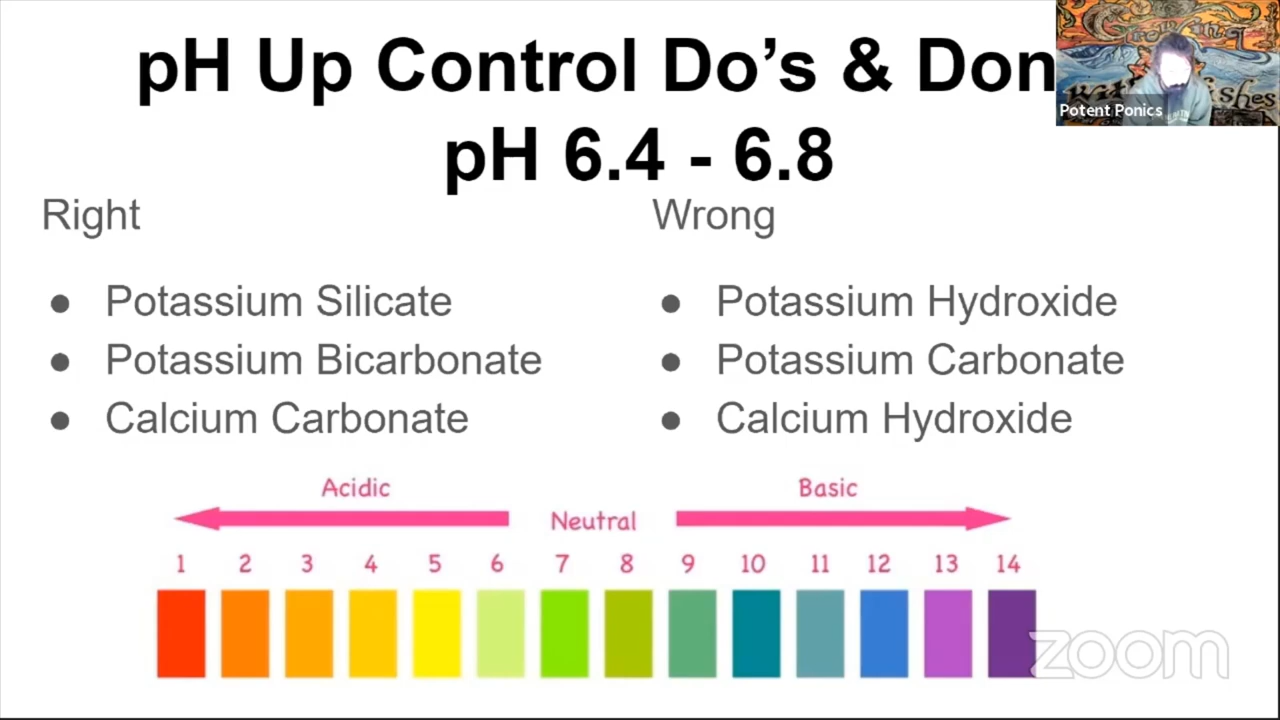 pH Up Control Do’s & Don
pH 6.4 - 6.8
Potent Ponics
Right
Wrong
● Potassium Silicate
● Potassium Bicarbonate
● Calcium Carbonate
● Potassium Hydroxide
● Potassium Carbonate
● Calcium Hydroxide
Acidic
Neutral
Basic
1 2 3 4 5 6 7 8 9 10 11 12 13 14
zoom